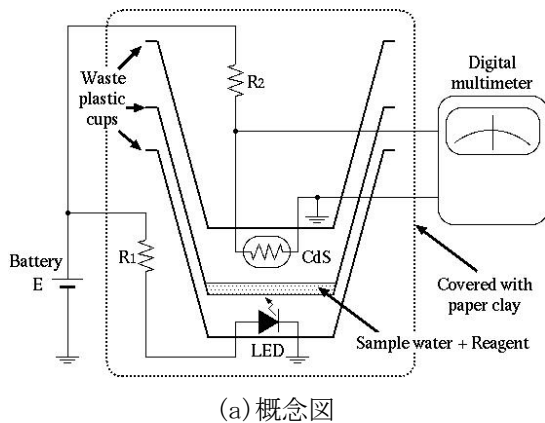 Waste
plastic
cups
R2
Digital
multimeter
R1
CdS
Battery
E
Covered with
paper clay
LED
Sample water + Reagent
(a)概念図